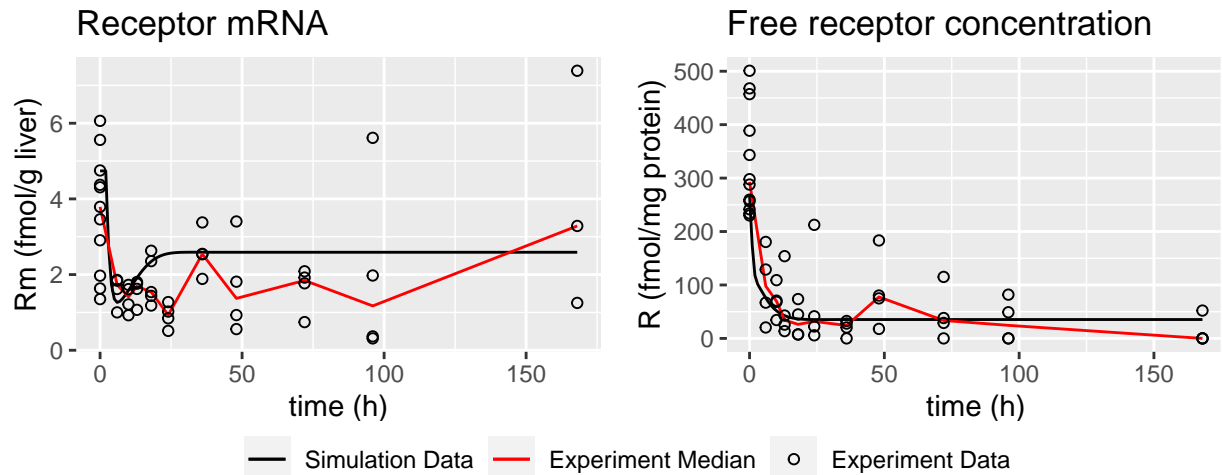 Receptor mRNA
Rm (fmol/g liver)
6
4
2
0
0
50
100
150
time (h)
Free receptor concentration
R (fmol/mg protein)
500
400
300
200
100
0
0
50
100
150
time (h)
Simulation Data
Experiment Median
Experiment Data